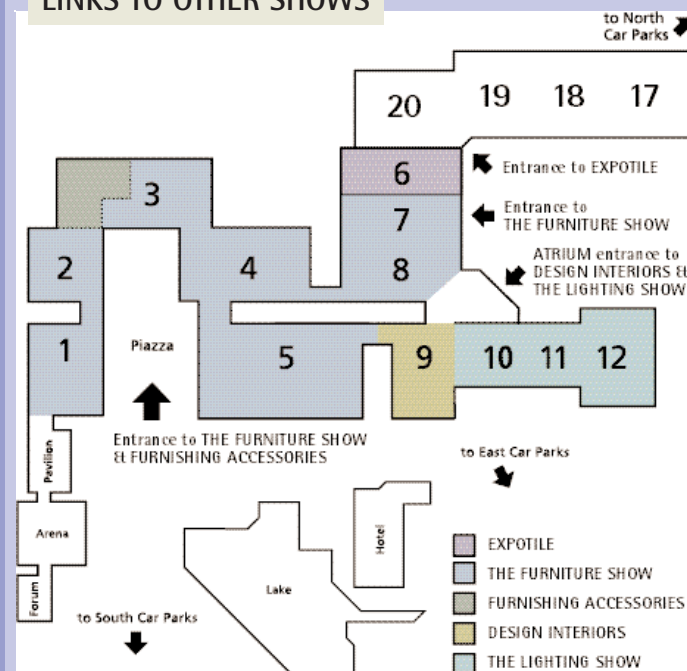 LINKS TO OTHER SHOWS
to North
Car Parks
20 19 18 17
6
Entrance to EXPOTILE
3
7
Entrance to
THE FURNITURE SHOW
2
4
8
ATRIUM entrance to
DESIGN INTERIORS &
THE LIGHTING SHOW
1
Piazza
5
9
10 11 12
Entrance to THE FURNITURE SHOW
& FURNISHING ACCESSORIES
to East Car Parks
Pavilion
Arena
Forum
Hotel
Lake
to South Car Parks
EXPOTILE
THE FURNITURE SHOW
FURNISHING ACCESSORIES
DESIGN INTERIORS
THE LIGHTING SHOW